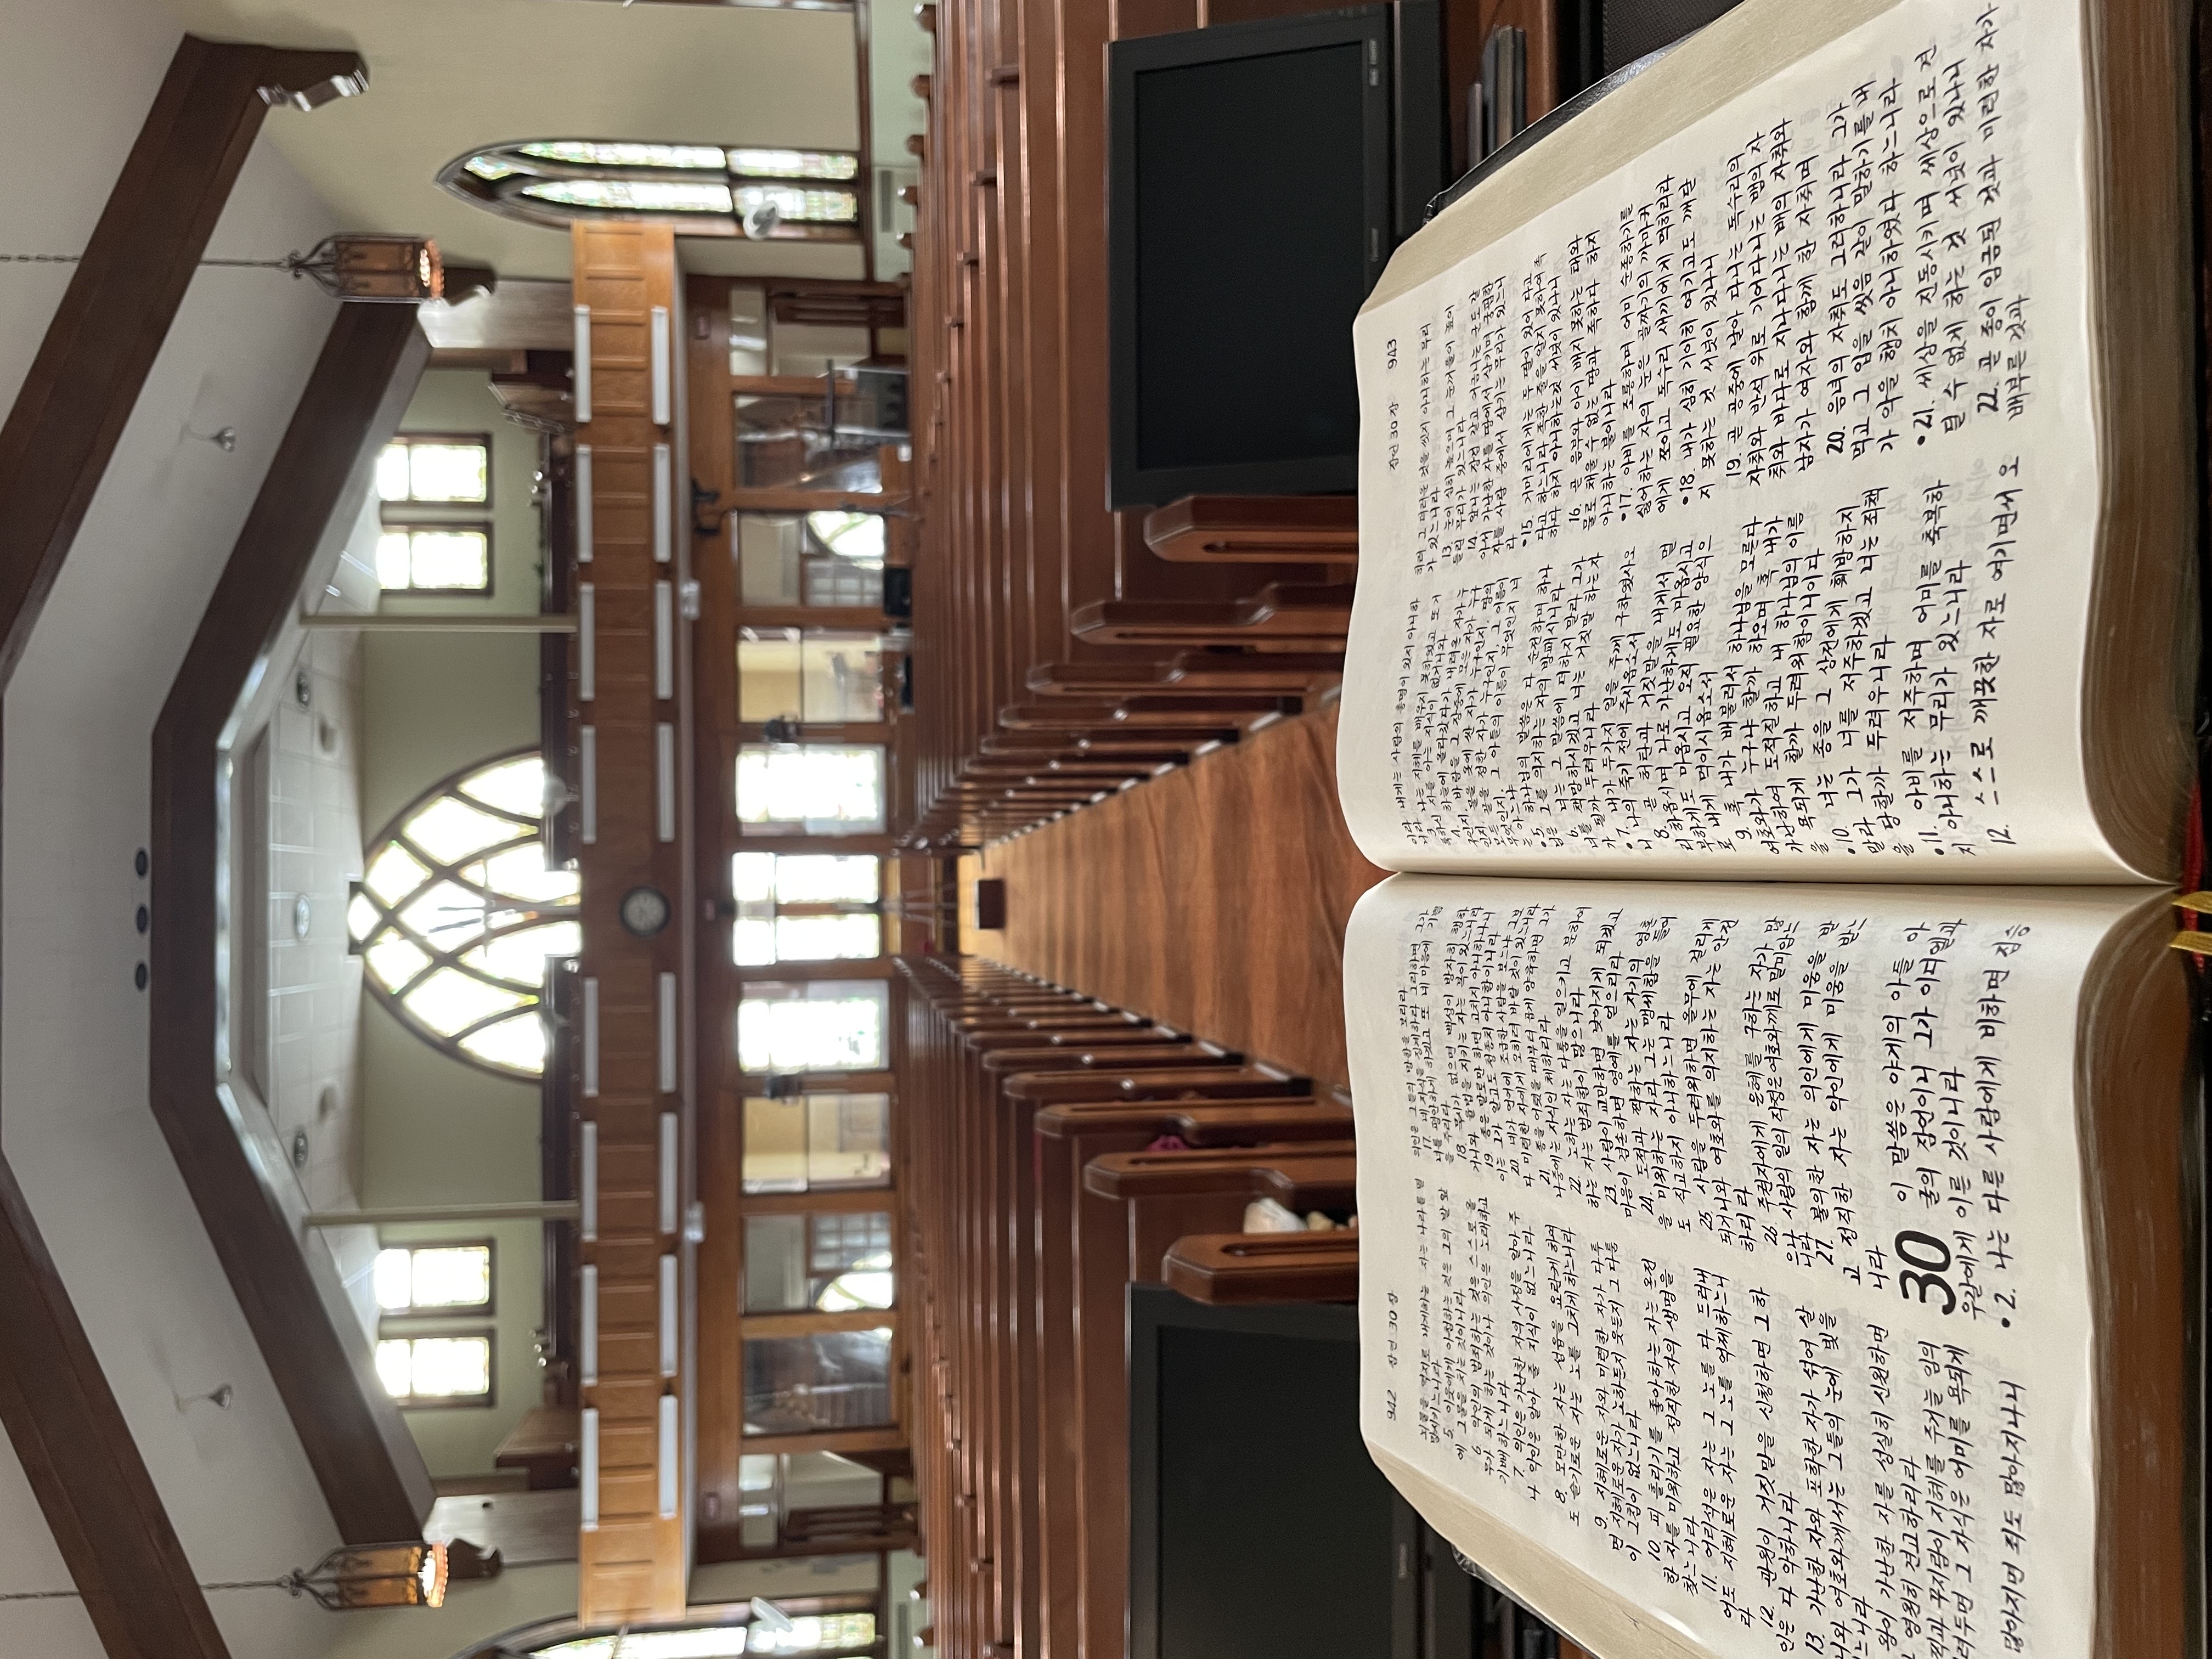 942 잠언 30장
뇌물을 억지로 내게하는 자는 나라를 멸
망시키느니라
5. 이웃에게 아첨하는 것은 그의 발 앞
에 그물을 치는 것이니라
6. 악인의 범죄하는 것은 스스로 올
무가 되게 하는 것이나 의인은 노래하고
기뻐하느니라
7. 의인은 가난한 자의 사정을 알아 주
나 악인은 알아 줄 지식이 없느니라
8. 모만한 자는 성읍을 요란케 하여
도 슬기로운 자는 노를 그치게 하느니라
9. 지혜로운 자와 미련한 자가 다투
면 지혜로운 자가 노하든지 웃든지 그 다툼
이 그침이 없느니라
10. 피 흘리기를 좋아하는 자는 온전
한 자를 미워하고 정직한 자의 생명을
찾느니라
11. 어리석은 자는 그 노를 다 드러내
어도 지혜로운 자는 그 노를 억제하느니
라
12. 관원이 거짓말을 신청하면 그 하
인은 다 악하니라
13. 가난한 자와 포학한 자가 섞여 살
니와 여호와께서는 그들의 눈에 빛을
느니라
왕이 가난한 자를 성실히 신원하면
영원히 견고하리라
꾸지람이 지혜를 주거늘 임의
려두면 그 자식은 어미를 욕되게
많아지면 죄도 많아지나니
의인은 그들의 망함을 보리라
17. 네 자식을 징계하라 그리하면 그가
너를 평안하게 하겠고 또 네 마음에 기쁨
을 주리라
18. 묵시가 없으면 백성이 방자히 행하
거니와 율법을 지키는 자는 복이 있느니라
19. 종은 말로만 하면 고치지 아니하나니
이는 그가 알고도 청종치 아니함이니라
20. 네가 언어에 조급한 사람을 보느냐 그보
다 미련한 자에게 오히려 바랄 것이 있느니라
21. 종을 어렸을 때부터 곱게 양육하면 그가
나중에는 자식인 체하리라
22. 노하는 자는 다툼을 일으키고 분하여
하는 자는 범죄함이 많으니라
23. 사람이 교만하면 낮아지게 되겠고
마음이 겸손하면 영예를 얻으리라
24. 도적과 짝하는 자는 자기의 영혼
을 미워하는 자라 그는 맹세함을 들어
도 직고하지 아니하느니라
25. 사람을 두려워하면 올무에 걸리게
되거니와 여호와를 의지하는 자는 안전
하리라
26. 주권자에게 은혜를 구하는 자가 많
으나 사람의 일의 작정은 여호와께로 말미암느
니라
27. 불의한 자는 의인에게 미움을 받
고 정직한 자는 악인에게 미움을 받느
니라
30 이 말씀은 야게의 아들 아
굴의 잠언이니 그가 이디엘과
우갈에게 이른 것이니라
•2. 나는 다른 사람에게 비하면 짐승
잠언 30장 943
이라 내게는 사람의 총명이 있지 아니하
니라
3. 나는 지혜를 배우지 못하였고 또 거
룩하신 자를 아는 지식이 없거니와
4. 하늘에 올라갔다가 내려온 자가 누
구인지, 바람을 그 장중에 모은 자가 누구
인지, 물을 옷에 싼 자가 누구인지, 땅의
모든 끝을 정한 자가 누구인지, 그 이름이
무엇인지, 그 아들의 이름이 무엇인지 너
는 아느냐
•5. 하나님의 말씀은 다 순전하며 하나
님은 그를 의지하는 자의 방패시니라
6. 너는 그 말씀에 더하지 말라 그가
너를 책망하시겠고 너는 거짓말 하는 자
가 될까 두려우니라
•7. 내가 두가지 일을 주께 구하였사오
니 나의 죽기 전에 주시옵소서
8. 곧 허탄과 거짓말을 내게서 멀
리 하옵시며 나로 가난하게도 마옵시고
부하게도 마옵시고 오직 필요한 양식으
로 내게 먹이시옵소서
9. 혹 내가 배불러서 하나님을 모른다
여호와가 누구냐 할까 하오며 혹 내가
가난하여 도적질하고 내 하나님의 이름
을 욕되게 할까 두려워함이니이다
•10. 너는 종을 그 상전에게 훼방하지
말라 그가 너를 저주하겠고 너는 죄책
을 당할까 두려우니라
•11. 아비를 저주하며 어미를 축복하
지 아니하는 무리가 있느니라
12. 스스로 깨끗한 자로 여기면서 오
히려 그 더러운 것을 씻지 아니하는 무리
가 있느니라
13. 눈이 심히 높으며 그 눈꺼풀이 높이
들린 무리가 있느니라
14. 앞니는 장검 같고 어금니는 군도 같
아서 가난한 자를 땅에서 삼키며 궁핍한
자를 사람 중에서 삼키는 무리가 있느니
라
•15. 거머리에게는 두 딸이 있어 다고
다고 하느니라 족한 줄을 알지 못하여 족
하다 하지 아니하는것 서넛이 있나니
16. 곧 음부와 아이 배지 못하는 태와
물로 채울 수 없는 땅과 족하다 하지
아니하는 불이니라
•17. 아비를 조롱하며 어미 순종하기를
싫어하는 자의 눈은 골짜기의 까마귀
에게 쪼이고 독수리 새끼에게 먹히리라
•18. 내가 심히 기이히 여기고도 깨닫
지 못하는 것 서넛이 있나니
19. 곧 공중에 날아 다니는 독수리의
자취와 반석 위로 기어다니는 뱀의 자
취와 바다로 지나다니는 배의 자취와
남자가 여자와 함께 한 자취며
20. 음녀의 자취도 그러하니라 그가
먹고 그 입을 씻음 같이 말하기를 내
가 악을 행치 아니하였다 하느니라
•21. 세상을 진동시키며 세상으로 견
딜 수 없게 하는 것 서넛이 있나니
22. 곧 종이 임금된 것과 미련한 자가
배부른 것과